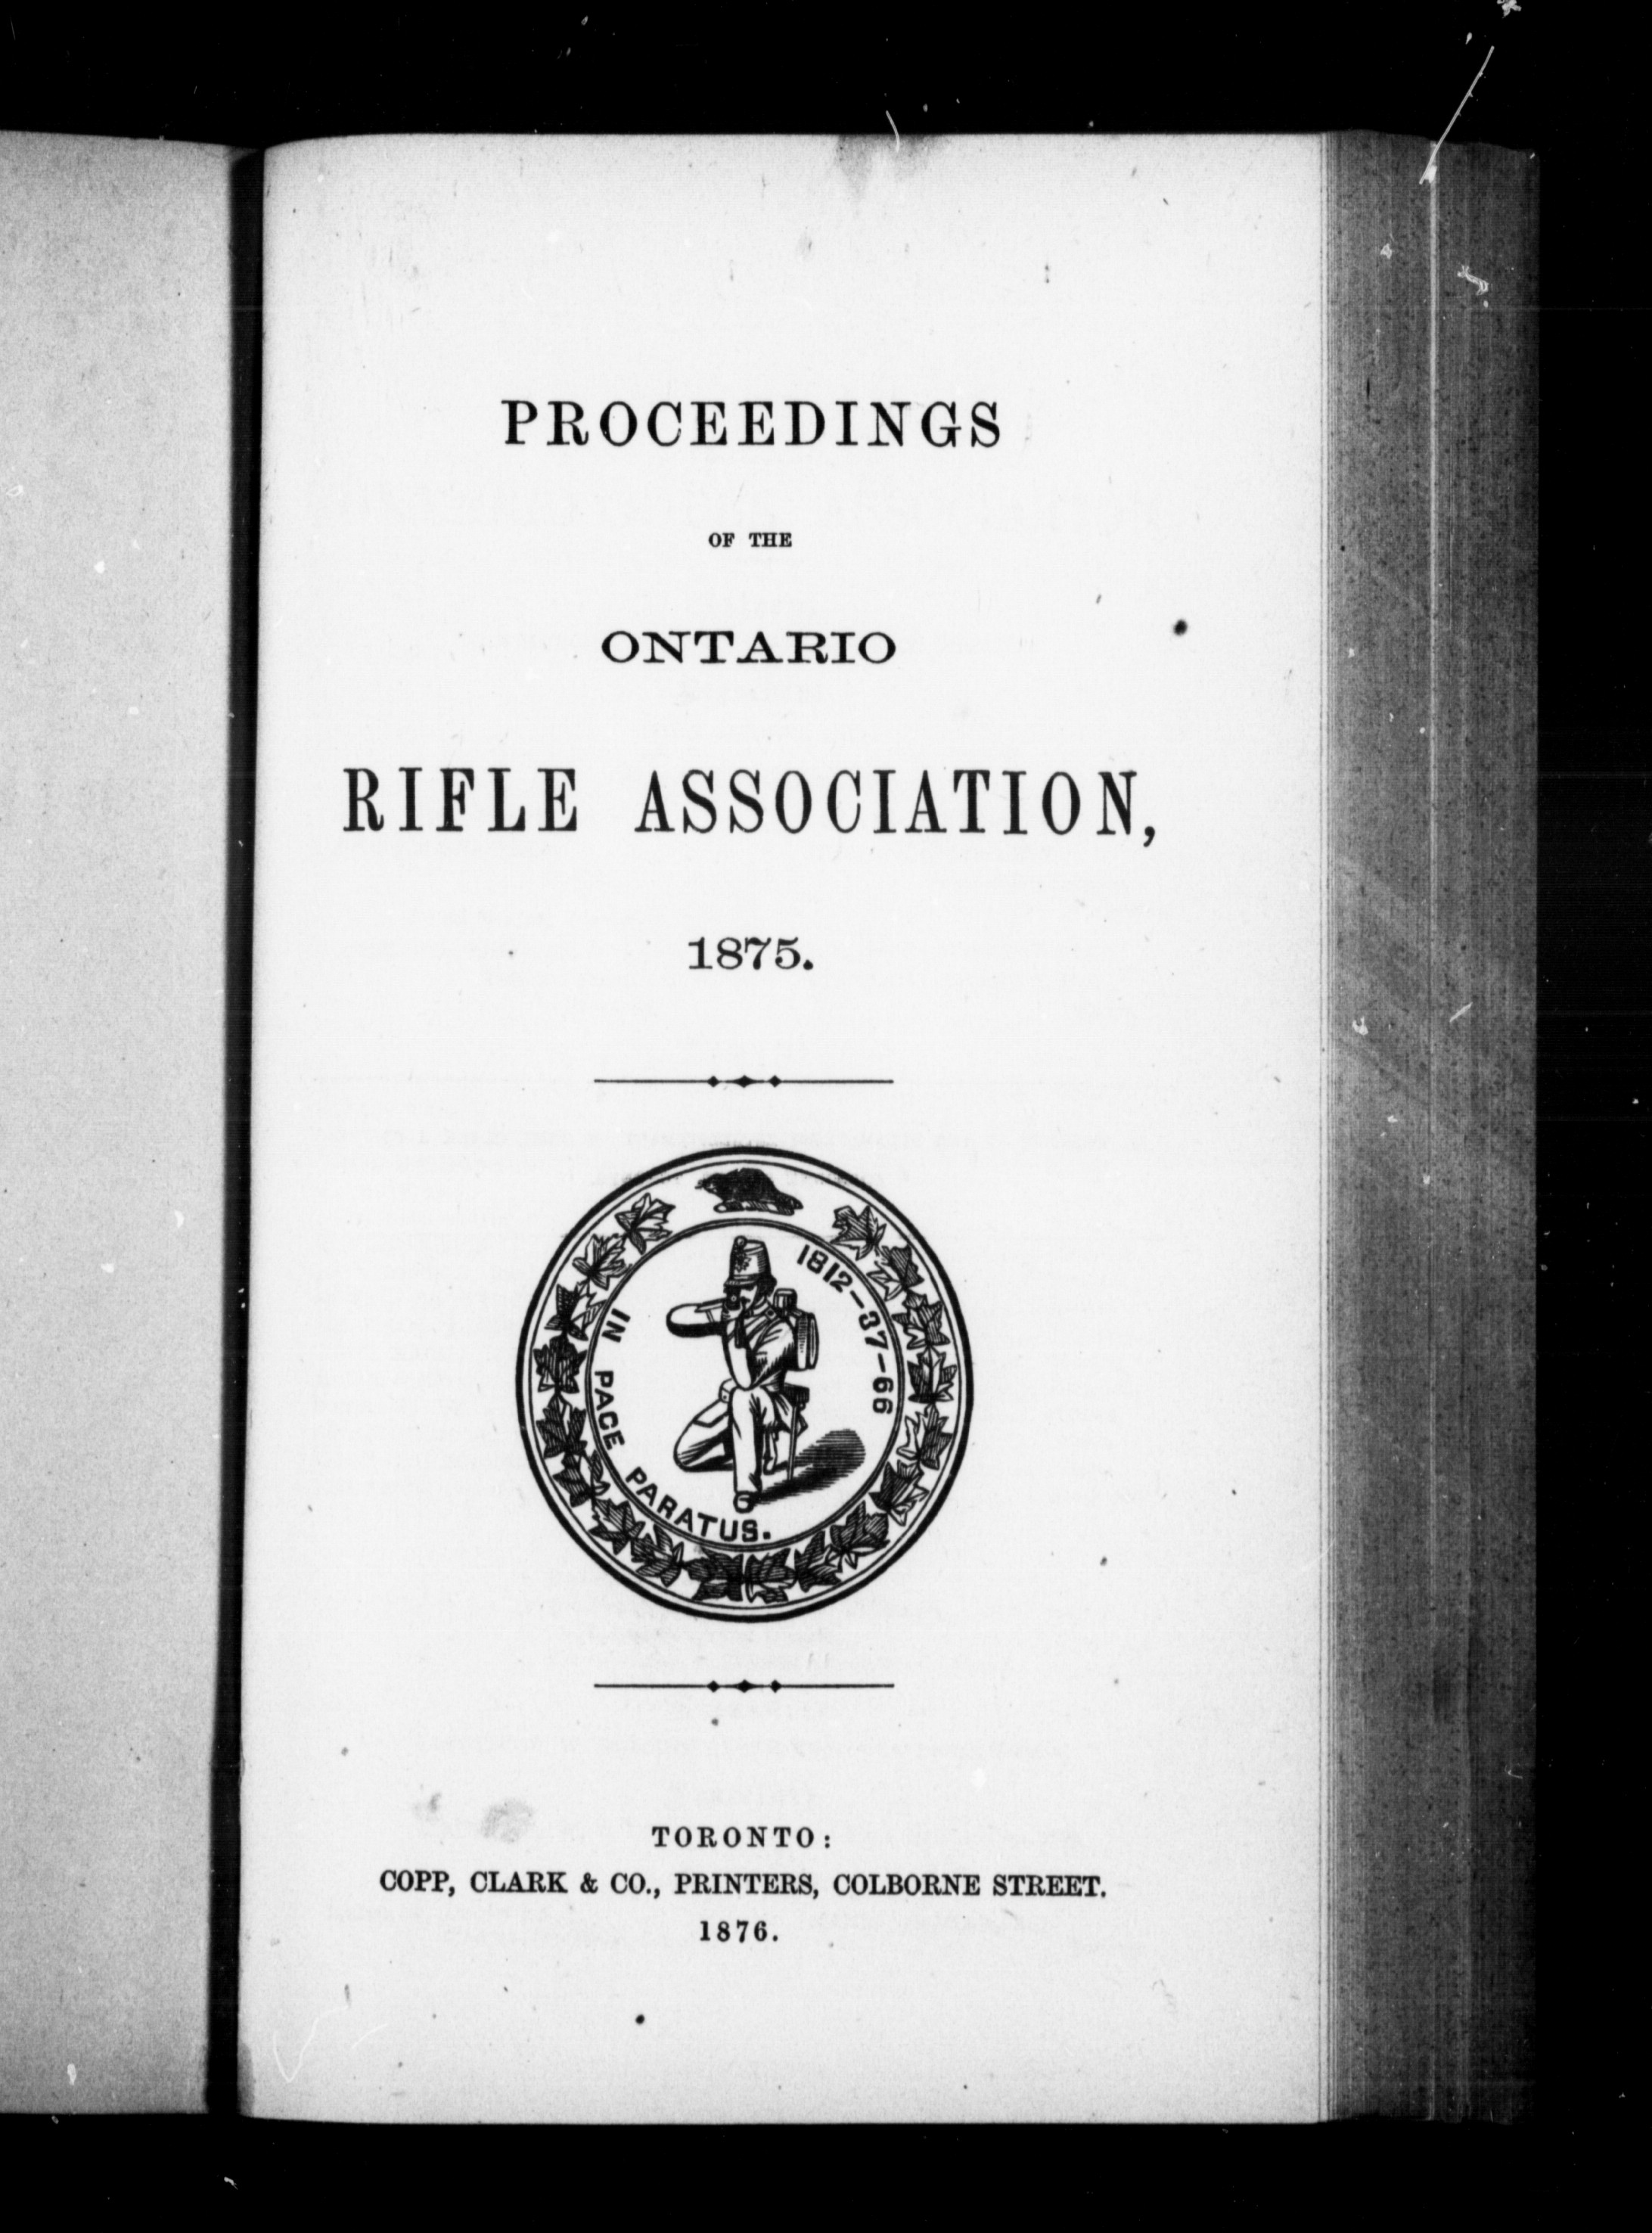 PROCEEDINGS
OF THE
ONTARIO
RIFLE ASSOCIATION,
1875.
IN PACE PARATUS.
1812-37-66
TORONTO:
COPP, CLARK & CO., PRINTERS, COLBORNE STREET.
1876.